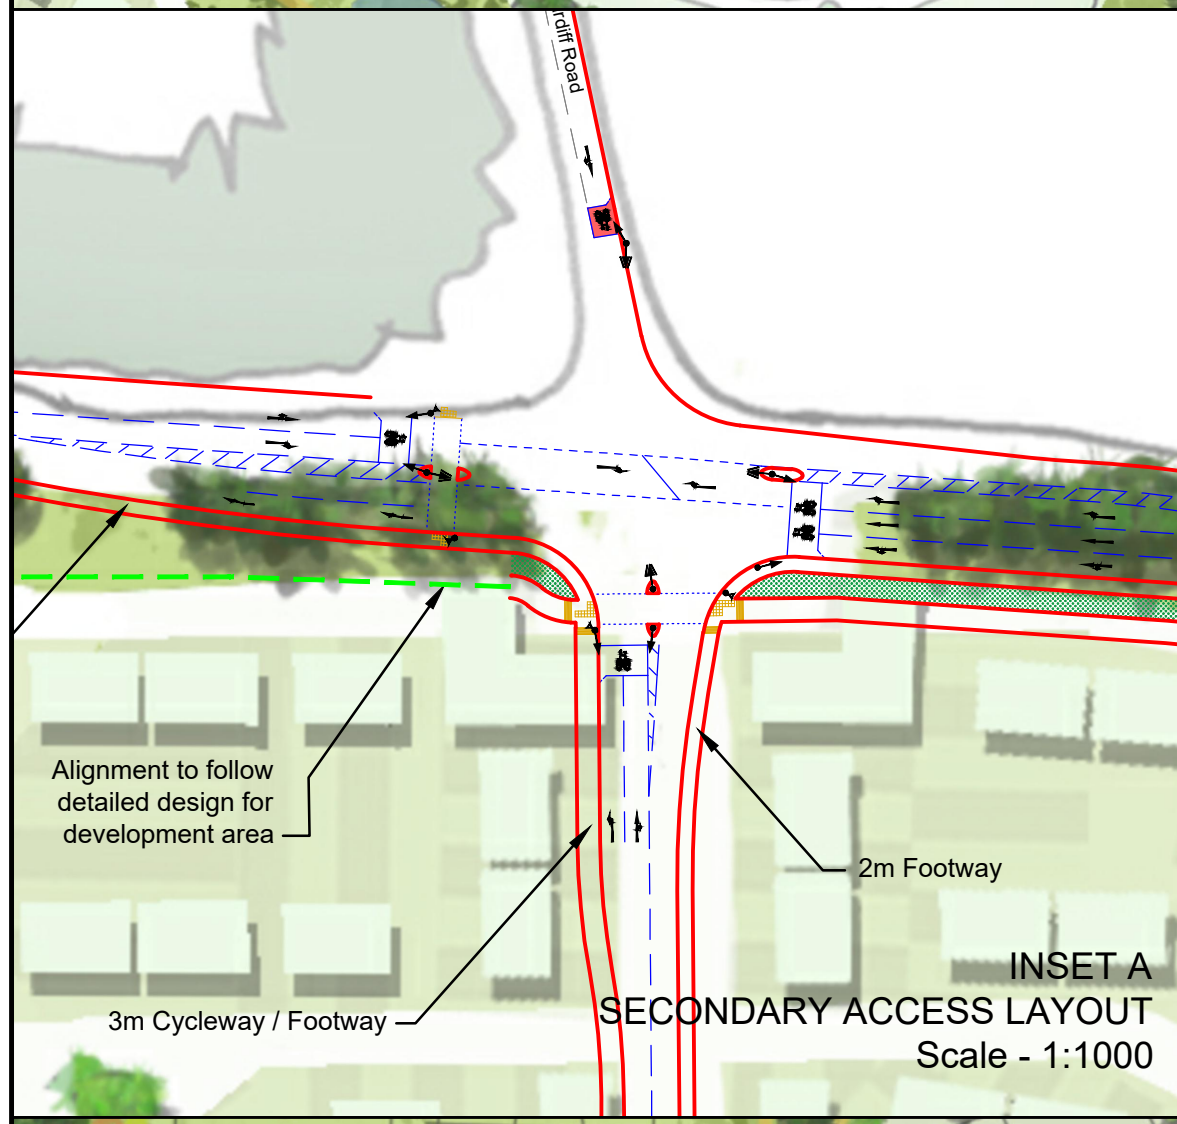 Road
Alignment to follow
detailed design for
development area
2m Footway
3m Cycleway / Footway
INSET A
SECONDARY ACCESS LAYOUT
Scale - 1:1000